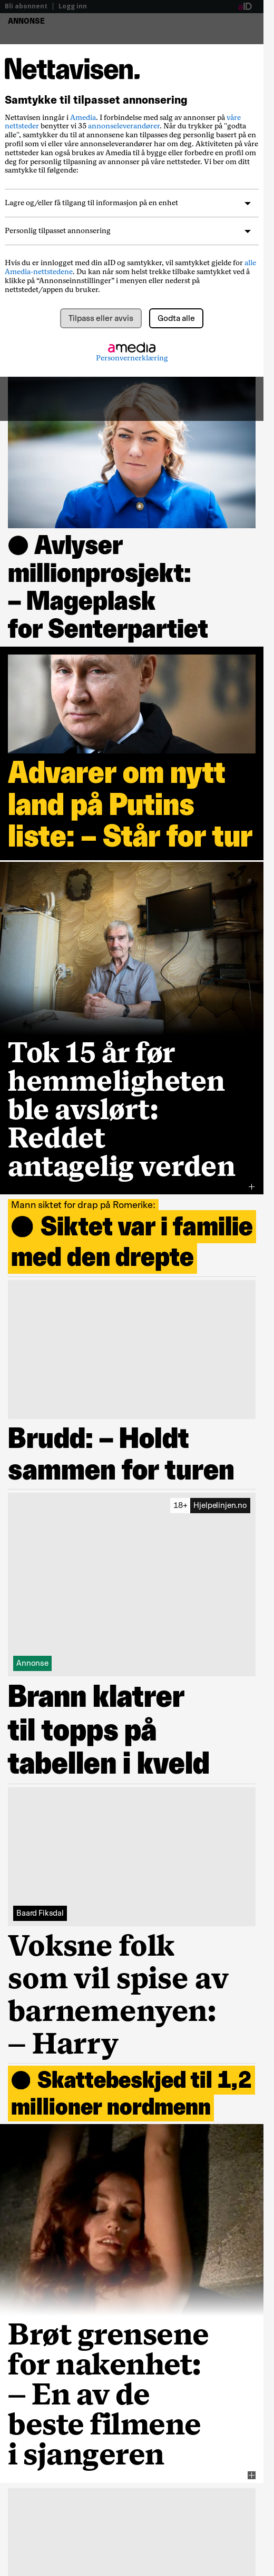 Bli abonnent | Logg inn
aID
ANNONSE
Nettavisen.
Samtykke til tilpasset annonsering
Nettavisen inngår i Amedia. I forbindelse med salg av annonser på våre
nettsteder benytter vi 35 annonseleverandører. Når du trykker på "godta
alle", samtykker du til at annonsene kan tilpasses deg personlig basert på en
profil som vi eller våre annonseleverandører har om deg. Aktiviteten på våre
nettsteder kan også brukes av Amedia til å bygge eller forbedre en profil om
deg for personlig tilpasning av annonser på våre nettsteder. Vi ber om ditt
samtykke til følgende:
Lagre og/eller få tilgang til informasjon på en enhet
Personlig tilpasset annonsering
Hvis du er innlogget med din aID og samtykker, vil samtykket gjelde for alle
Amedia-nettstedene. Du kan når som helst trekke tilbake samtykket ved å
klikke på “Annonseinnstillinger” i menyen eller nederst på
nettstedet/appen du bruker.
Tilpass eller avvis
Godta alle
amedia
Personvernerklæring
Avlyser
millionprosjekt:
– Mageplask
for Senterpartiet
Advarer om nytt
land på Putins
liste: – Står for tur
Tok 15 år før
hemmeligheten
ble avslørt:
Reddet
antagelig verden
Mann siktet for drap på Romerike:
Siktet var i familie
med den drepte
Brudd: – Holdt
sammen for turen
18+ Hjelpelinjen.no
Annonse
Brann klatrer
til topps på
tabellen i kveld
Baard Fiksdal
Voksne folk
som vil spise av
barnemenyen:
– Harry
Skattebeskjed til 1,2
millioner nordmenn
Brøt grensene
for nakenhet:
– En av de
beste filmene
i sjangeren